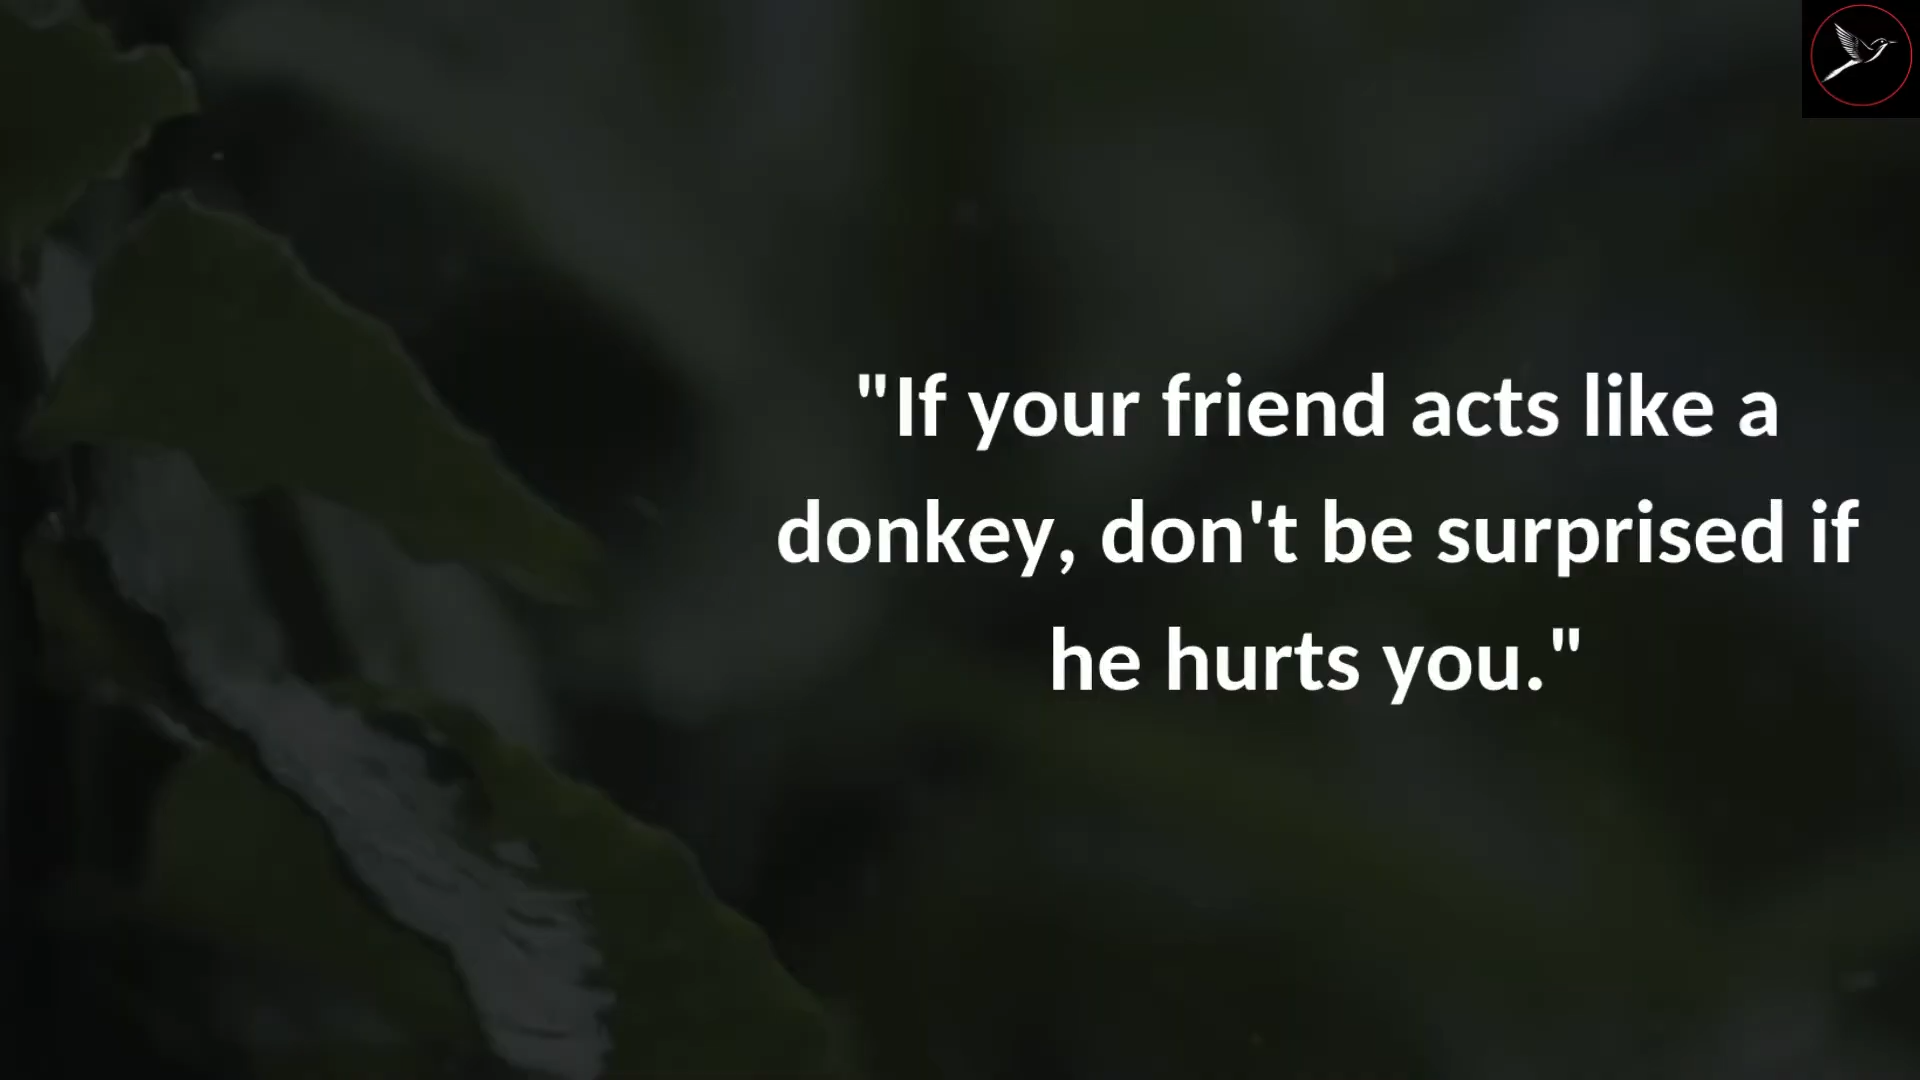 "If your friend acts like a
donkey, don't be surprised if
he hurts you."